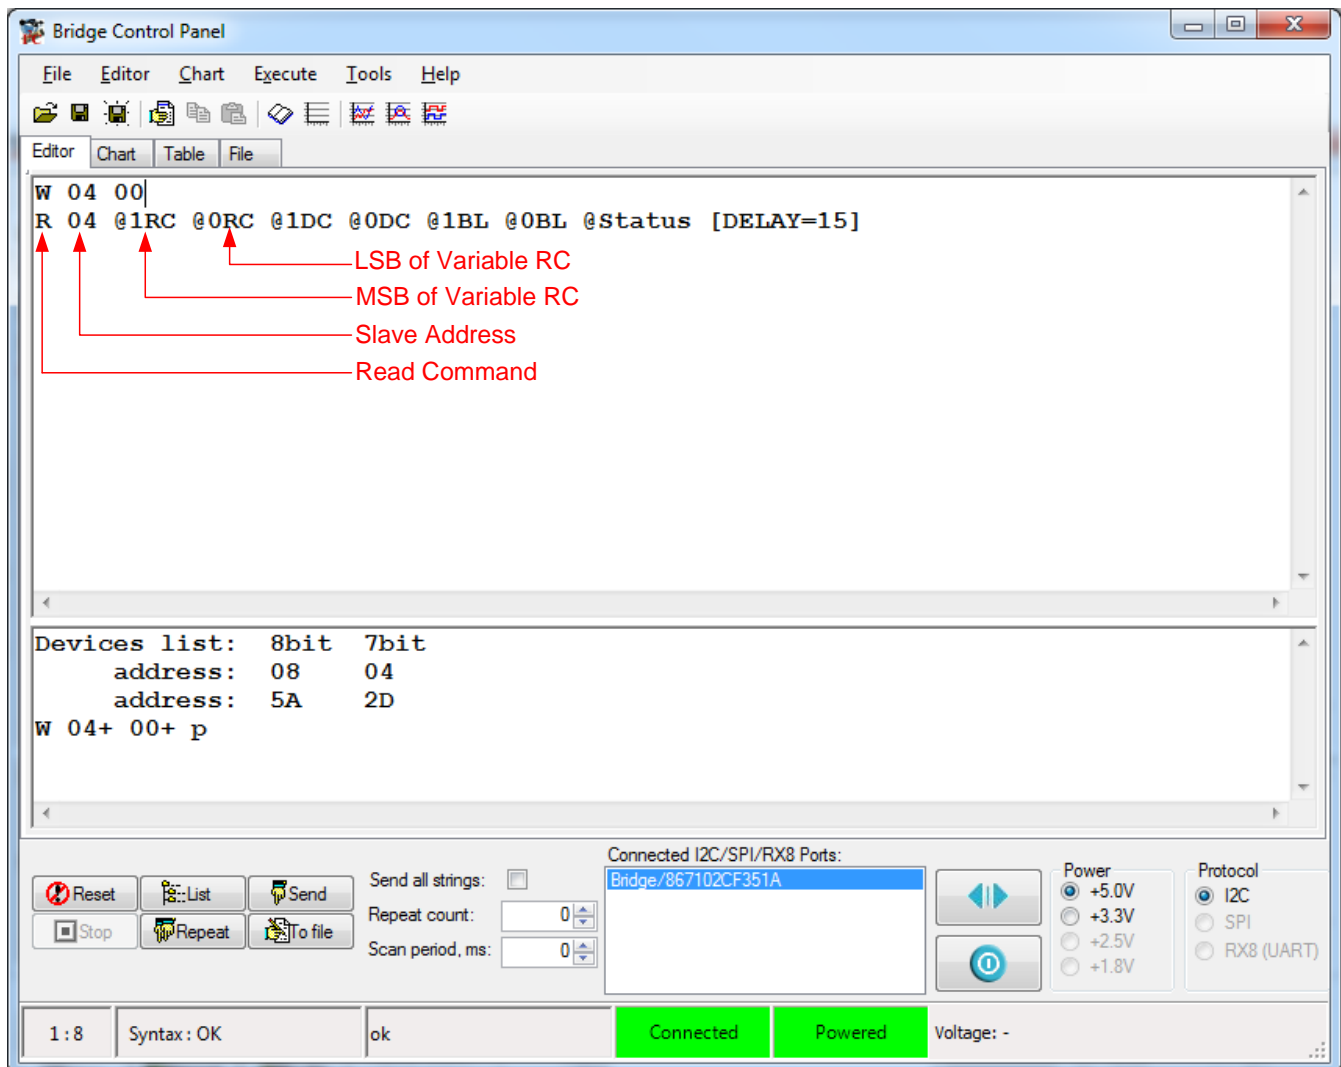 Bridge Control Panel
File Editor Chart Execute Tools Help
Editor Chart Table File
W 04 00
R 04 @1RC @0RC @1DC @0DC @1BL @0BL @Status [DELAY=15]
LSB of Variable RC
MSB of Variable RC
Slave Address
Read Command
Devices list: 8bit 7bit
address: 08 04
address: 5A 2D
W 04+ 00+ p
Connected I2C/SPI/RX8 Ports:
Bridge/867102CF351A
Reset List Send
Stop Repeat To file
Send all strings:
Repeat count: 0
Scan period, ms: 0
Power
+5.0V
+3.3V
+2.5V
+1.8V
Protocol
I2C
SPI
RX8 (UART)
1:8 Syntax : OK ok Connected Powered Voltage: -